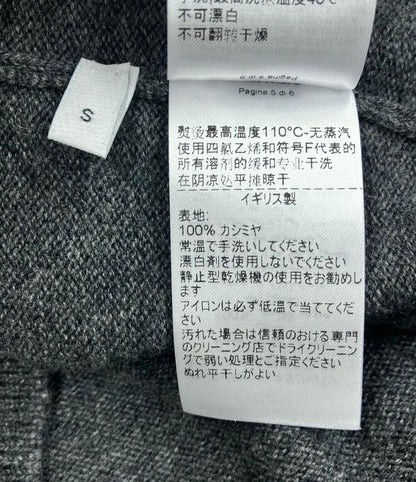 不可漂白
不可翻转干燥
Pagina 4 di 6
Pagina 5 di 6
S
熨烫最高温度110°C-无蒸汽
使用四氯乙烯和符号F代表的
所有溶剂的缓和专业干洗
在阴凉处平摊晾干
イギリス製
表地:
100% カシミヤ
常温で手洗いしてください
漂白剤を使用しないでください
静止型乾燥機の使用をお勧めし
ます
アイロンは必ず低温で当ててくだ
さい
汚れた場合は信頼のおける専門
のクリーニング店でドライクリーニン
グで弱い処理とご指定ください
ぬれ平干しがよい